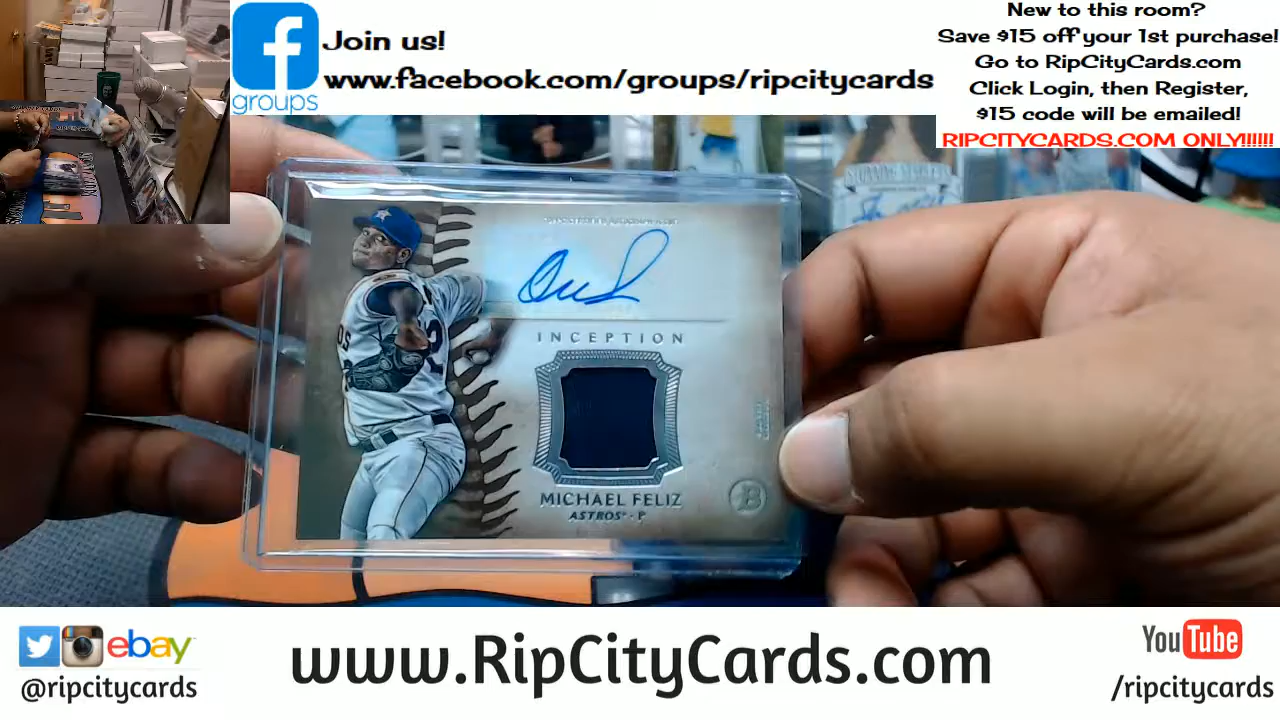 Join us!
www.facebook.com/groups/ripcitycards
groups
New to this room?
Save $15 off your 1st purchase!
Go to RipCityCards.com
Click Login, then Register,
$15 code will be emailed!
RIPCITYCARDS.COM ONLY!!!!!!
INCEPTION
MICHAEL FELIZ
ASTROS® - P
B
ebay
@ripcitycards
www.RipCityCards.com
YouTube
/ripcitycards